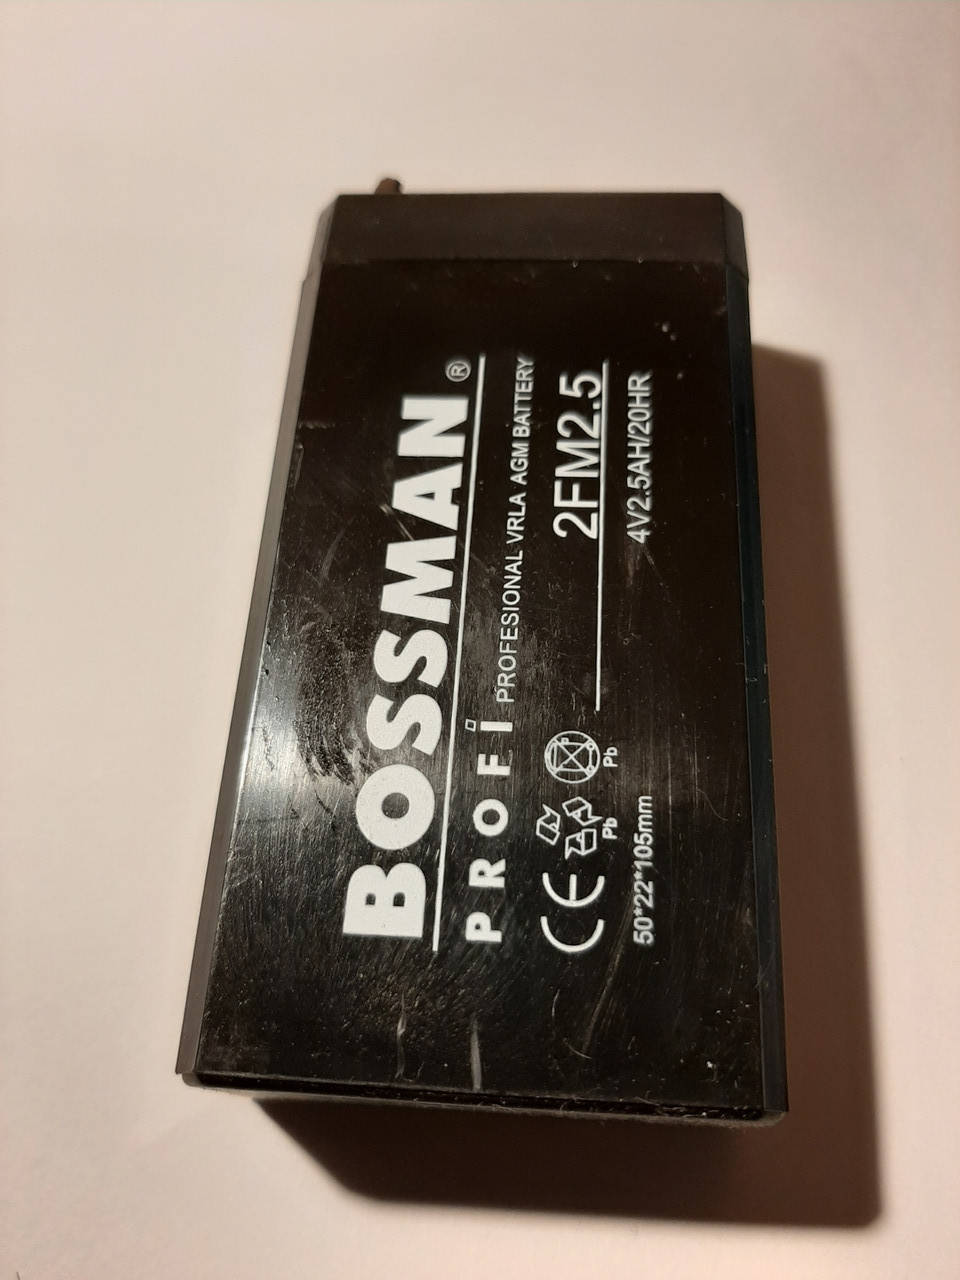 BOSSMAN ®
PROFi PROFESIONAL VRLA AGM BATTERY
2FM2.5
CE Pb Pb
50*22*105mm 4V2.5AH/20HR